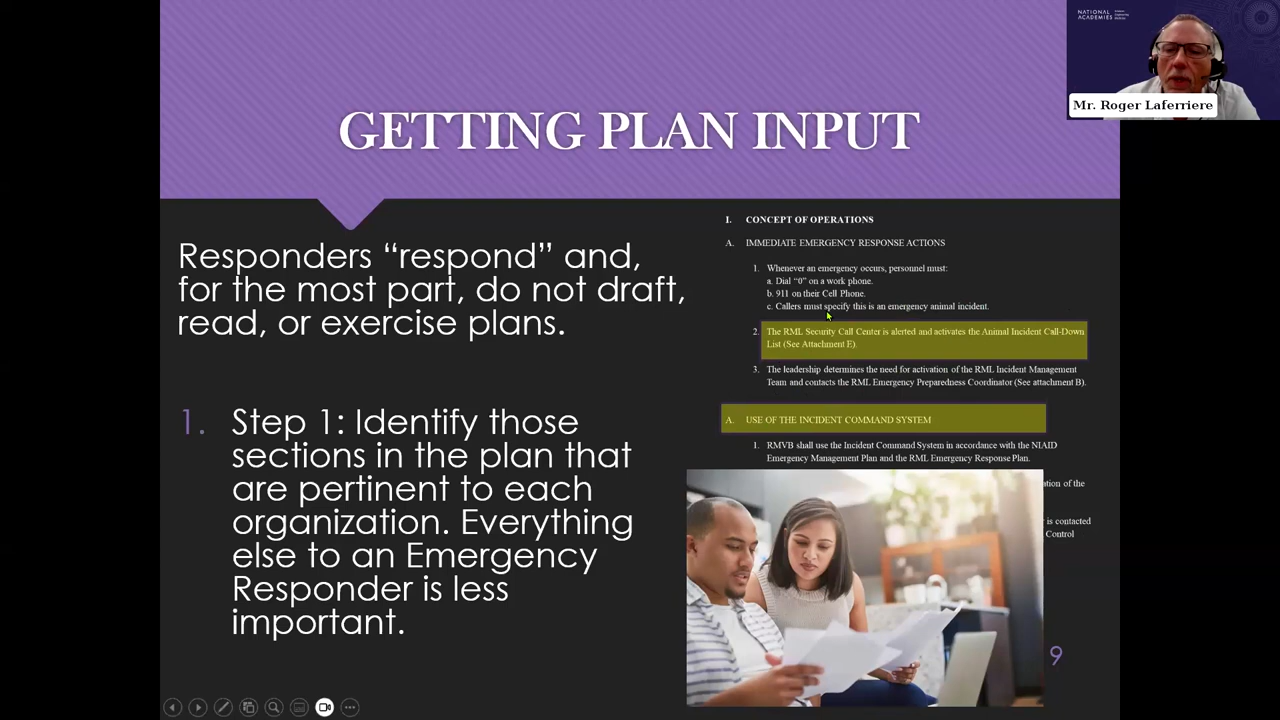 NATIONAL
ACADEMIES
Mr. Roger Laferriere
GETTING PLAN INPUT
Responders “respond” and,
for the most part, do not draft,
read, or exercise plans.
1. Step 1: Identify those
sections in the plan that
are pertinent to each
organization. Everything
else to an Emergency
Responder is less
important.
I. CONCEPT OF OPERATIONS
A. IMMEDIATE EMERGENCY RESPONSE ACTIONS
1. Whenever an emergency occurs, personnel must:
a. Dial “0” on a work phone.
b. 911 on their Cell Phone.
c. Callers must specify this is an emergency animal incident.
2. The RML Security Call Center is alerted and activates the Animal Incident Call-Down
List (See Attachment E).
3. The leadership determines the need for activation of the RML Incident Management
Team and contacts the RML Emergency Preparedness Coordinator (See attachment B).
A. USE OF THE INCIDENT COMMAND SYSTEM
1. RMVB shall use the Incident Command System in accordance with the NIAID
Emergency Management Plan and the RML Emergency Response Plan.
ation of the
r is contacted
Control
9